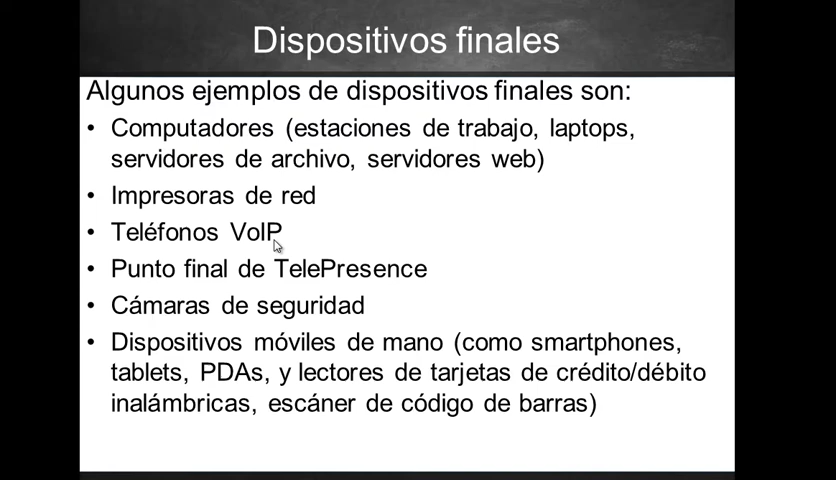 Dispositivos finales
Algunos ejemplos de dispositivos finales son:
• Computadores (estaciones de trabajo, laptops,
servidores de archivo, servidores web)
• Impresoras de red
• Teléfonos VoIP
• Punto final de TelePresence
• Cámaras de seguridad
• Dispositivos móviles de mano (como smartphones,
tablets, PDAs, y lectores de tarjetas de crédito/débito
inalámbricas, escáner de código de barras)